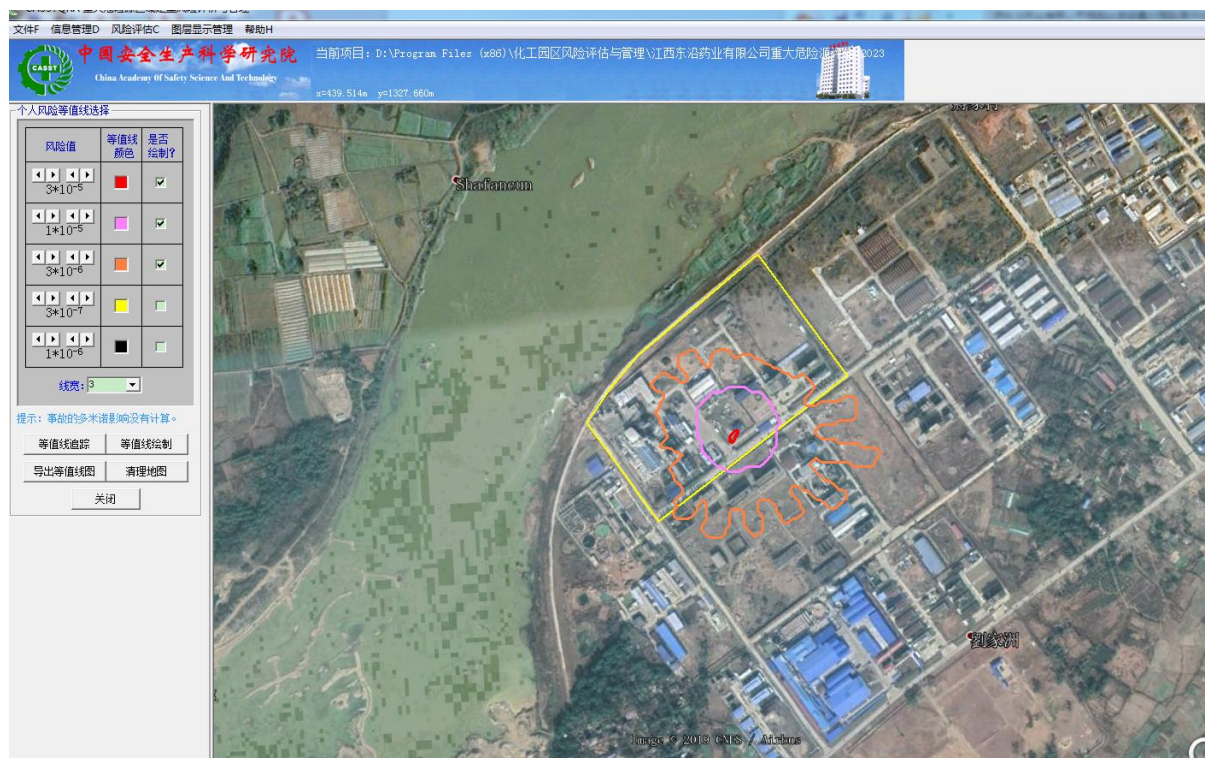 文件F 信息管理D 风险评估C 图层显示管理 帮助H
中国安全生产科学研究院
CASST
China Academy Of Safety Science And Technology
当前项目: D:\Program Files (x86)\化工园区风险评估与管理\江西东沿药业有限公司重大危险源
2023
x=439.514m y=1327.660m
个人风险等值线选择
风险值 等值线颜色 是否绘制?
3*10-5
1*10-5
3*10-6
3*10-7
1*10-6
线宽: 3
提示: 事故的多米诺影响没有计算。
等值线追踪 等值线绘制
导出等值线图 清理地图
关闭
Shafancun
劉家洲
Image © 2019 CNES / Airbus